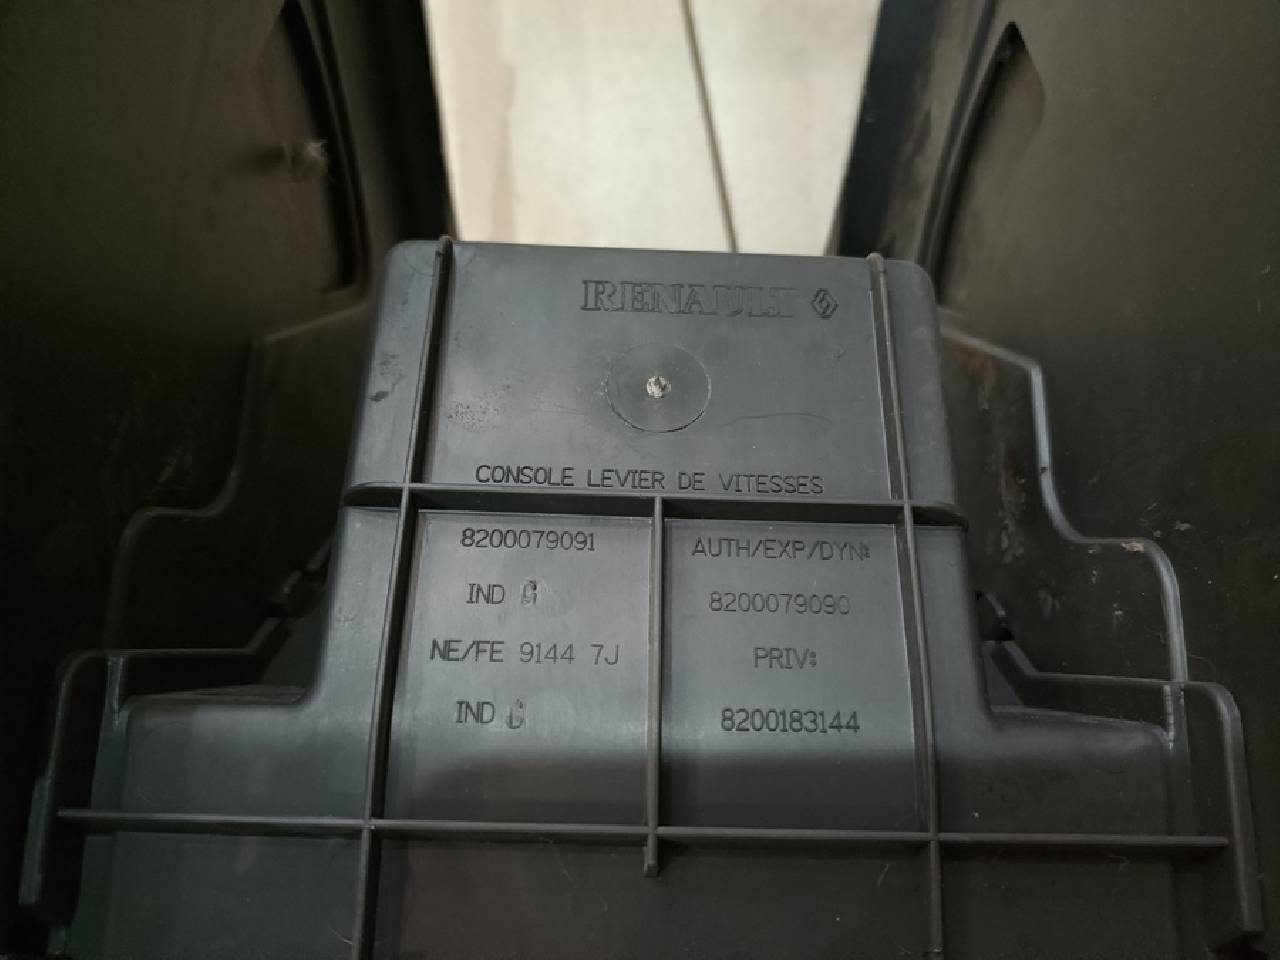 RENAULT
CONSOLE LEVIER DE VITESSES
8200079091
IND G
NE/FE 9144 7J
IND C
AUTH/EXP/DYN:
8200079090
PRIV:
8200183144